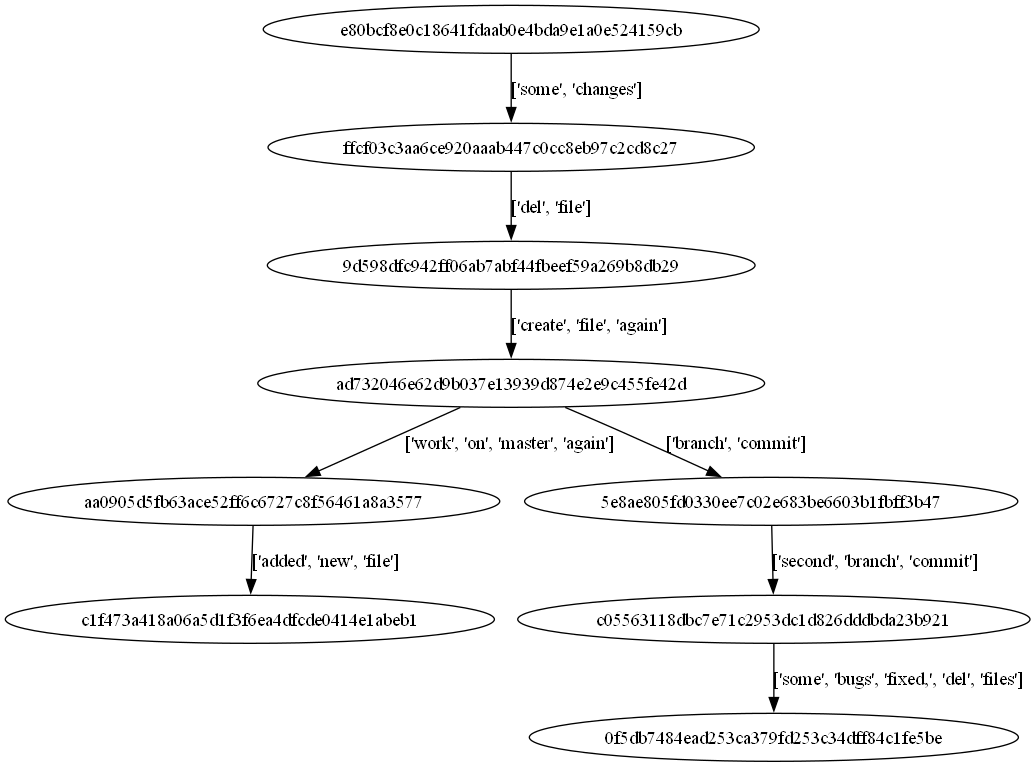 e80bcf8e0c18641fdaab0e4bda9e1a0e524159cb
['some', 'changes']
ffcf03c3aa6ce920aaab447c0cc8eb97c2cd8c27
['del', 'file']
9d598dfc942ff06ab7abf44fbeef59a269b8db29
['create', 'file', 'again']
ad732046e62d9b037e13939d874e2e9c455fe42d
['work', 'on', 'master', 'again']
['branch', 'commit']
aa0905d5fb63ace52ff6c6727c8f56461a8a3577
5e8ae805fd0330ee7c02e683be6603b1fbff3b47
['added', 'new', 'file']
['second', 'branch', 'commit']
c1f473a418a06a5d1f3f6ea4dfcde0414e1abeb1
c05563118dbc7e71c2953dc1d826dddbda23b921
['some', 'bugs', 'fixed,', 'del', 'files']
0f5db7484ead253ca379fd253c34dff84c1fe5be